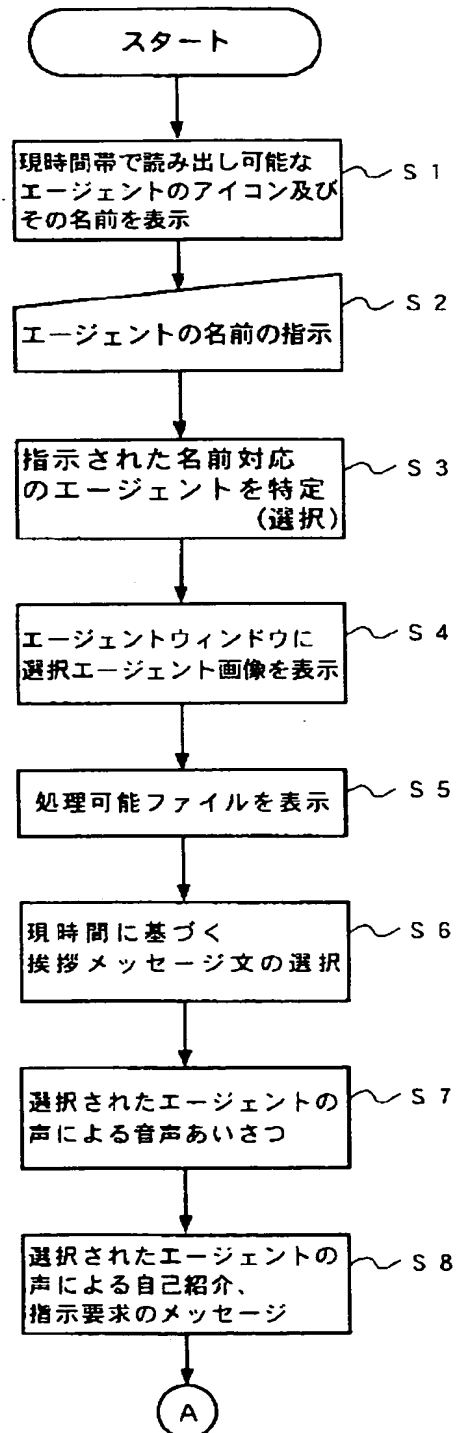 スタート
現時間帯で読み出し可能な
エージェントのアイコン及び
その名前を表示
S1
エージェントの名前の指示
S2
指示された名前対応
のエージェントを特定
(選択)
S3
エージェントウィンドウに
選択エージェント画像を表示
S4
処理可能ファイルを表示
S5
現時間に基づく
挨拶メッセージ文の選択
S6
選択されたエージェントの
声による音声あいさつ
S7
選択されたエージェントの
声による自己紹介、
指示要求のメッセージ
S8
A